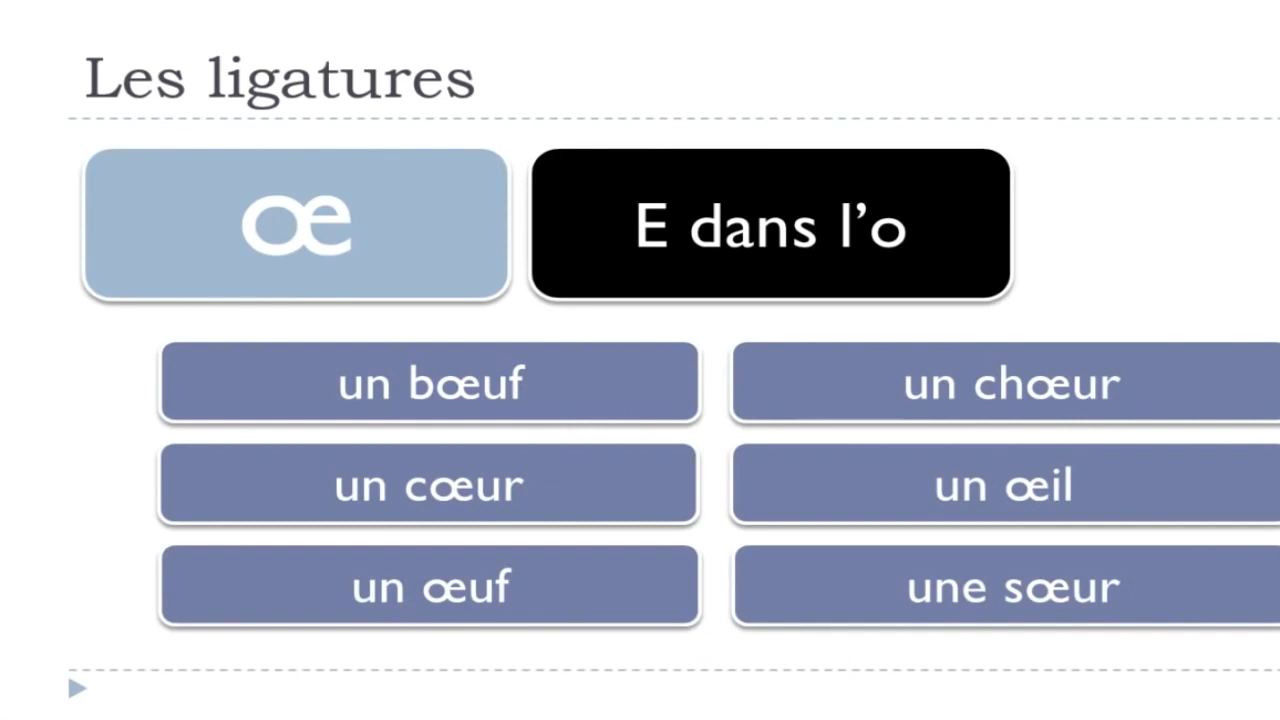 Les ligatures
œ
E dans l’o
un bœuf
un chœur
un cœur
un œil
un œuf
une sœur